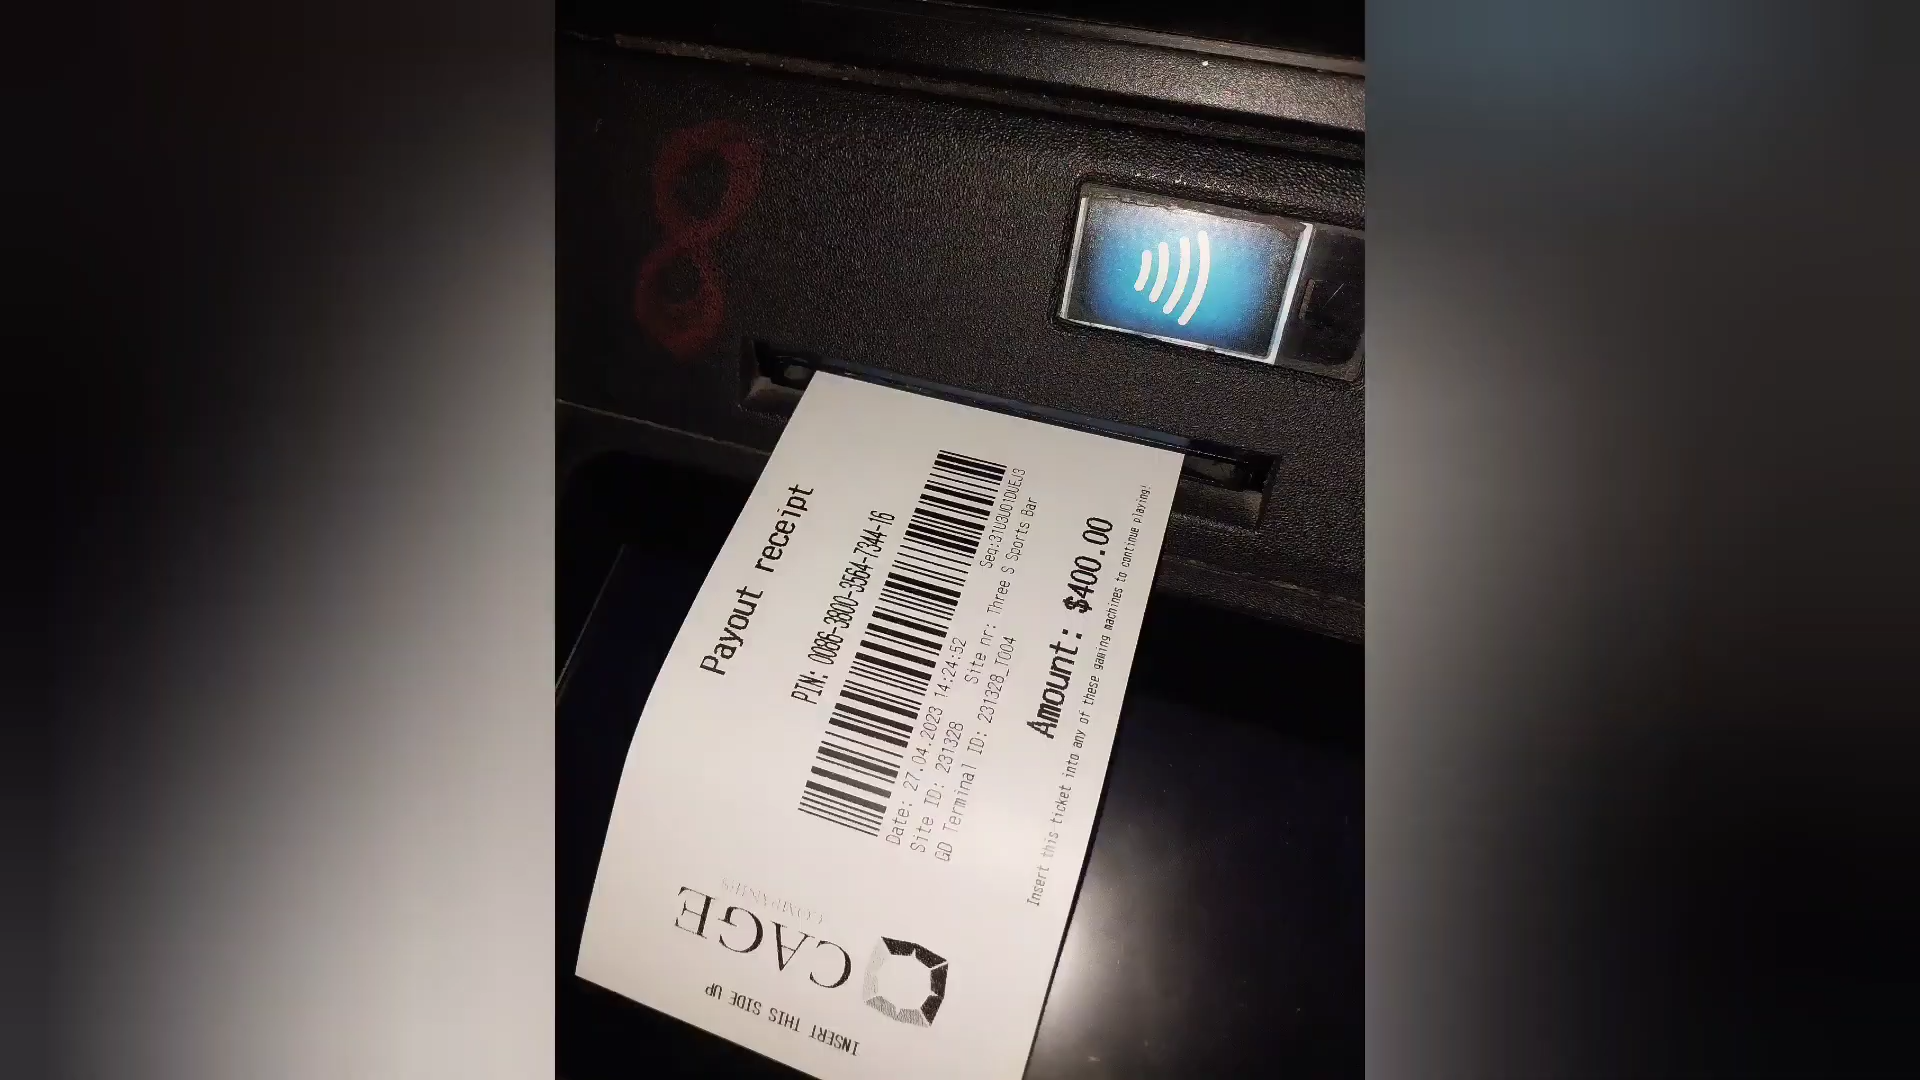 Payout receipt
PIN: 0086-3800-3564-7344-16
Date: 27.04.2023 14:24:52 Seq:31U3U01DUEJ3
Site ID: 231328 Site nr: Three S Sports Bar
GD Terminal ID: 231328_T004
Amount: $400.00
Insert this ticket into any of these gaming machines to continue playing!
CAGE
COMPANIES
INSERT THIS SIDE UP